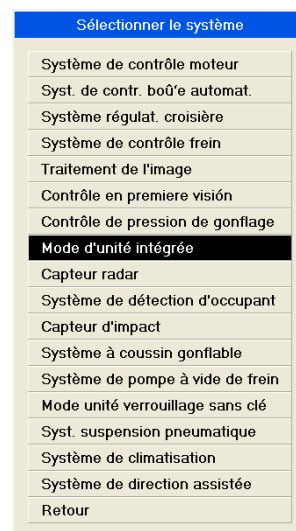 Sélectionner le système
Système de contrôle moteur
Syst. de contr. boû'e automat.
Système régulat. croisière
Système de contrôle frein
Traitement de l'image
Contrôle en premiere visión
Contrôle de pression de gonflage
Mode d'unité intégrée
Capteur radar
Système de détection d'occupant
Capteur d'impact
Système à coussin gonflable
Système de pompe à vide de frein
Mode unité verrouillage sans clé
Syst. suspension pneumatique
Système de climatisation
Système de direction assistée
Retour